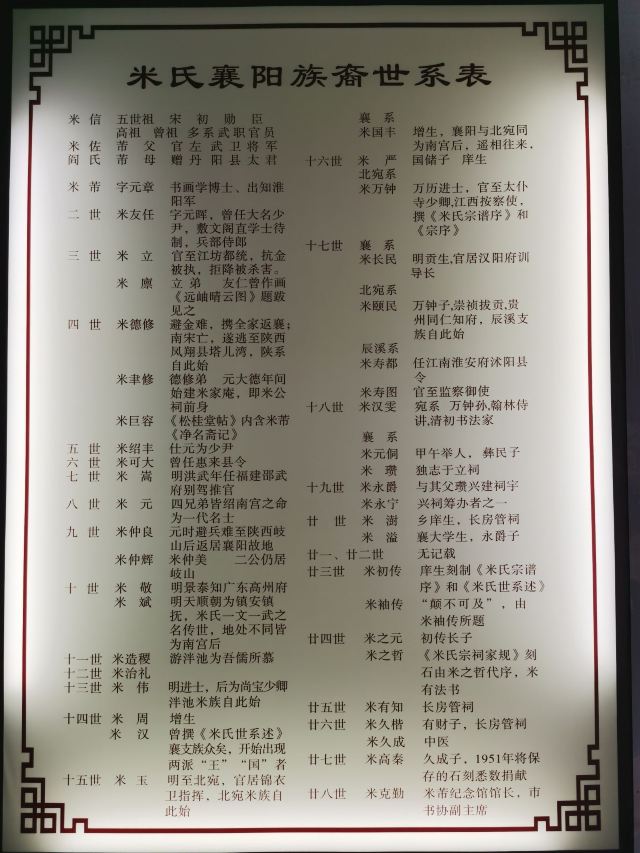 米氏襄阳族裔世系表
米 信 五世祖 宋 初 勋 臣
高祖 曾祖 多系武职官员
米 佐 芾 父 官左武卫将军
阎 氏 芾 母 赠丹阳县太君
米 芾 字元章 书画学博士、出知淮
阳军
二 世 米友任 字元晖，曾任大名少
尹，敷文阁直学士待
制，兵部侍郎
三 世 米 立 官至江坊都统，抗金
被执，拒降被杀害。
米 廪 立 弟 友仁曾作画
《远岫晴云图》题跋
见之
四 世 米德修 避金难，携全家返襄；
南宋亡，遂逃至陕西
凤翔县塔儿湾，陕系
自此始
米聿修 德修弟 元大德年间
始建米家庵，即米公
祠前身
米巨容 《松桂堂帖》内含米芾
《净名斋记》
五 世 米绍丰 仕元为少尹
六 世 米可大 曾任惠来县令
七 世 米 嵩 明洪武年任福建邵武
府别驾推官
八 世 米 元 四兄弟皆绍南宫之命
为一代名士
九 世 米仲良 元时避兵难至陕西岐
山后返居襄阳故地
米仲辉 米仲美 二公仍居
岐山
十 世 米 敬 明景泰知广东高州府
米 斌 明天顺朝为镇安镇
抚，米氏一文一武之
名传世，地处不同皆
为南宫后
十一世 米造稷 游泮池为吾儒所慕
十二世 米治礼
十三世 米 伟 明进士，后为尚宝少卿
泮池米族自此始
十四世 米 周 增生
米 汉 曾撰《米氏世系述》
襄支族众矣，开始出现
两派“王”“国”者
十五世 米 玉 明至北宛，官居锦衣
卫指挥，北宛米族自
此始
襄 系
米国丰 增生，襄阳与北宛同
为南宫后，遥相往来，
十六世 米 严 国储子 庠生
北宛系
米万钟 万历进士，官至太仆
寺少卿,江西按察使，
撰《米氏宗谱序》和
《宗序》
十七世 襄 系
米长民 明贡生,官居汉阳府训
导长
北宛系
米颐民 万钟子,崇祯拔贡,贵
州同仁知府，辰溪支
族自此始
辰溪系
米寿都 任江南淮安府沭阳县
令
米寿图 官至监察御使
十八世 米汉雯 宛系 万钟孙,翰林侍
讲,清初书法家
襄 系
米元侗 甲午举人，彝民子
米 瓒 独志于立祠
十九世 米永爵 与其父瓒兴建祠宇
米永宁 兴祠筹办者之一
廿 世 米 澍 乡庠生，长房管祠
米 溢 襄大学生，永爵子
廿一、廿二世 无记载
廿三世 米初传 庠生刻制《米氏宗谱
序》和《米氏世系述》
米袖传 “颠不可及”，由
米袖传所题
廿四世 米之元 初传长子
米之哲 《米氏宗祠家规》刻
石由米之哲代序，米
有法书
廿五世 米有知 长房管祠
廿六世 米久楷 有财子，长房管祠
米久成 中医
廿七世 米高秦 久成子，1951年将保
存的石刻悉数捐献
廿八世 米克勤 米芾纪念馆馆长，市
书协副主席